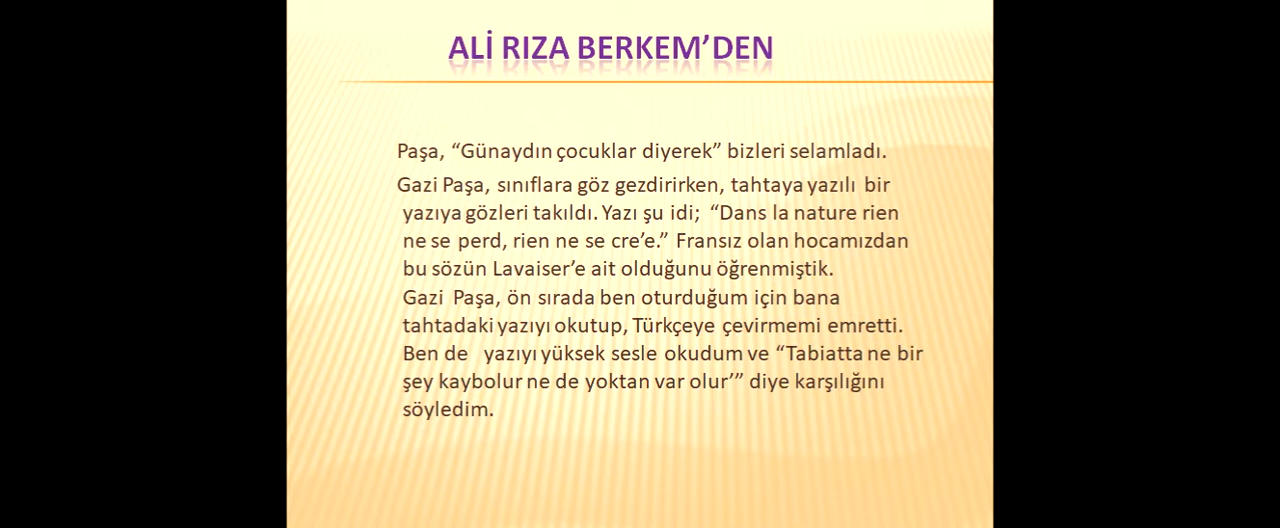 ALİ RIZA BERKEM’DEN
Paşa, “Günaydın çocuklar diyerek” bizleri selamladı.
Gazi Paşa, sınıflara göz gezdirirken, tahtaya yazılı bir
yazıya gözleri takıldı. Yazı şu idi; “Dans la nature rien
ne se perd, rien ne se cre’e.” Fransız olan hocamızdan
bu sözün Lavaiser’e ait olduğunu öğrenmiştik.
Gazi Paşa, ön sırada ben oturduğum için bana
tahtadaki yazıyı okutup, Türkçeye çevirmemi emretti.
Ben de yazıyı yüksek sesle okudum ve “Tabiatta ne bir
şey kaybolur ne de yoktan var olur’” diye karşılığını
söyledim.